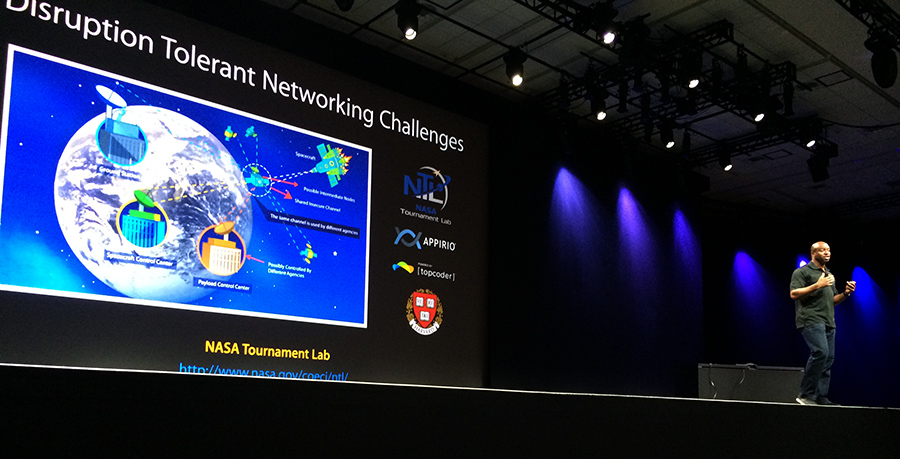 Disruption Tolerant Networking Challenges
Spacecraft
Possible Intermediate Nodes
Shared Insecure Channel
The same channel is used by different agencies
Spacecraft Control Center
Possibly Controlled By
Different Agencies
Payload Control Center
NTL
NASA
Tournament Lab
APPIRIO
[topcoder]
NASA Tournament Lab
http://www.nasa.gov/coeci/ntl/